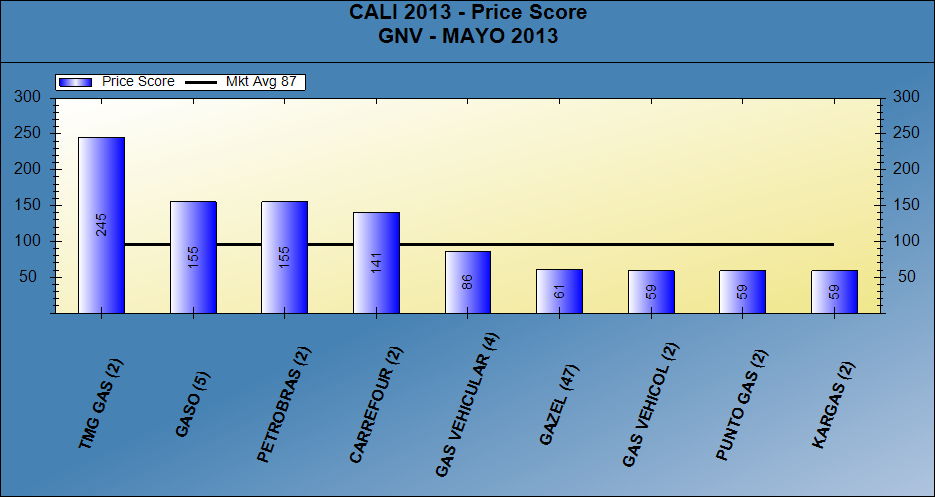 CALI 2013 - Price Score
GNV - MAYO 2013
Price Score Mkt Avg 87
300 300
250 250
200 200
150 150
100 100
50 50
245 155 155 141 86 61 59 59 59
TMG GAS (2)
GASO (5)
PETROBRAS (2)
CARREFOUR (2)
GAS VEHICULAR (4)
GAZEL (47)
GAS VEHICOL (2)
PUNTO GAS (2)
KARGAS (2)